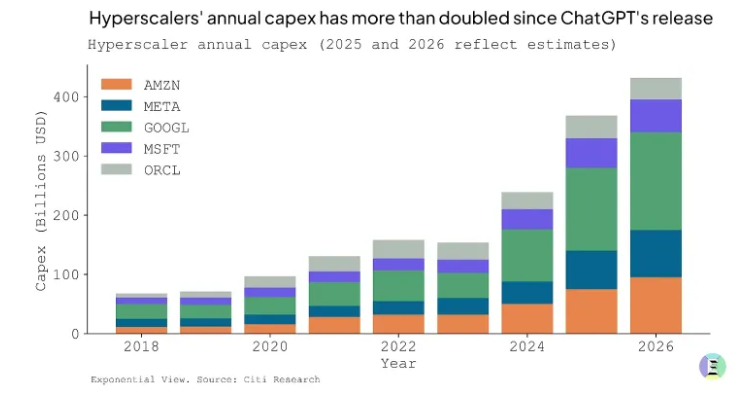 Hyperscalers' annual capex has more than doubled since ChatGPT's release
Hyperscaler annual capex (2025 and 2026 reflect estimates)
Capex (Billions USD)
400
300
200
100
0
AMZN
META
GOOGL
MSFT
ORCL
2018 2020 2022 2024 2026
Year
Exponential View. Source: Citi Research